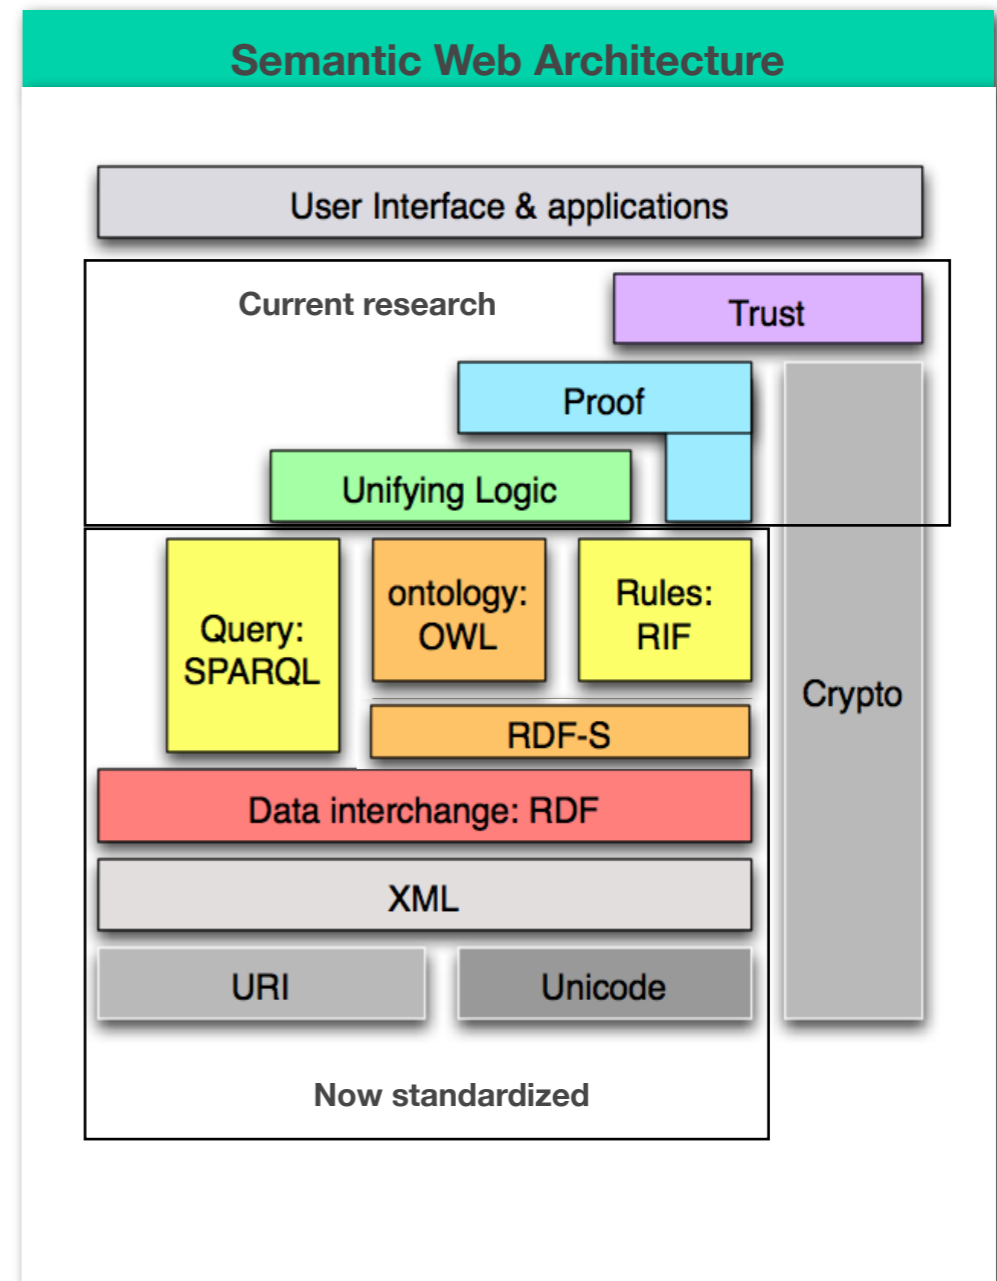 Semantic Web Architecture
User Interface & applications
Current research
Trust
Proof
Unifying Logic
Query:
SPARQL
ontology:
OWL
Rules:
RIF
Crypto
RDF-S
Data interchange: RDF
XML
URI
Unicode
Now standardized